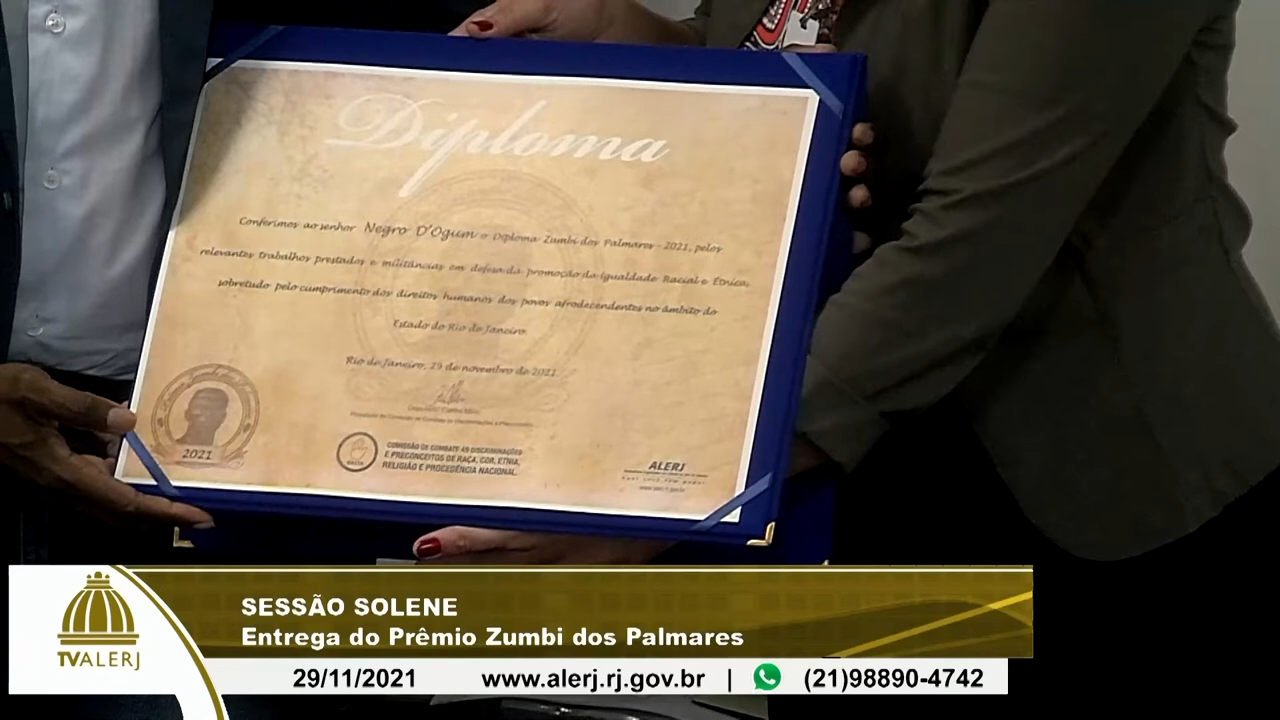 Diploma
Conferimos ao senhor Negro D'Ogum o Diploma Zumbi dos Palmares - 2021, pelos
relevantes trabalhos prestados e militâncias em defesa da promoção da igualdade Racial e Étnica,
sobretudo pelo cumprimento dos direitos humanos dos povos afrodecendentes no âmbito do
Estado do Rio de Janeiro.
Rio de Janeiro, 29 de novembro de 2021.
2021
COMISSÃO DE COMBATE ÀS DISCRIMINAÇÕES
E PRECONCEITOS DE RAÇA, COR, ETNIA,
RELIGIÃO E PROCEDÊNCIA NACIONAL.
ALERJ
SESSÃO SOLENE
Entrega do Prêmio Zumbi dos Palmares
TVALERJ
29/11/2021 www.alerj.rj.gov.br | (21)98890-4742